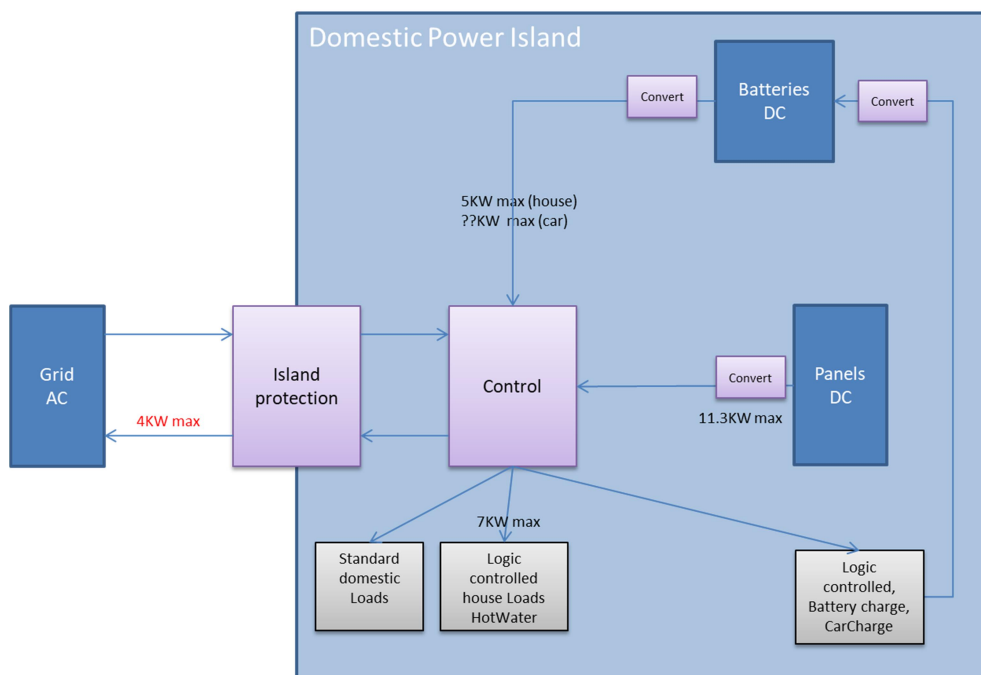 Domestic Power Island
Batteries
DC
Convert
Convert
5KW max (house)
??KW max (car)
Grid
AC
Island
protection
Control
Convert
Panels
DC
4KW max
11.3KW max
7KW max
Standard
domestic
Loads
Logic
controlled
house Loads
HotWater
Logic
controlled,
Battery charge,
CarCharge